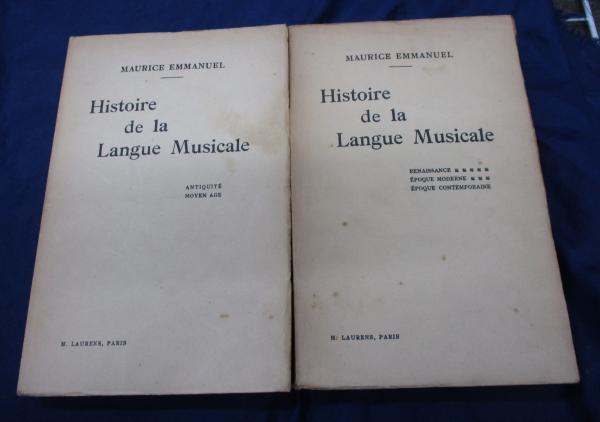 MAURICE EMMANUEL
Histoire
de la
Langue Musicale
ANTIQUITÉ
MOYEN AGE
H. LAURENS, PARIS
MAURICE EMMANUEL
Histoire
de la
Langue Musicale
RENAISSANCE
ÉPOQUE MODERNE
ÉPOQUE CONTEMPORAINE
H. LAURENS, PARIS